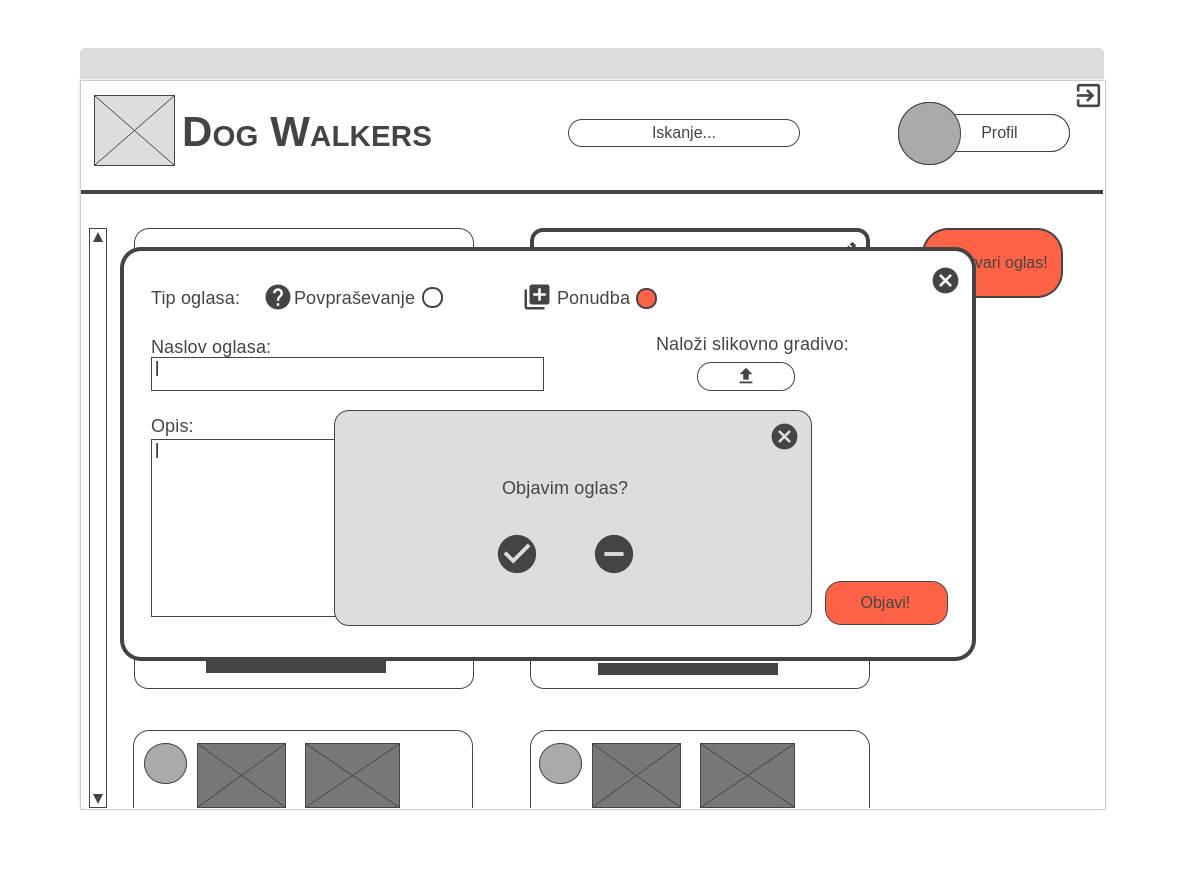 Dog Walkers
Iskanje...
Profil
vari oglas!
Tip oglasa:
Povpraševanje
Ponudba
Naslov oglasa:
Naloži slikovno gradivo:
Opis:
Objavim oglas?
Objavi!